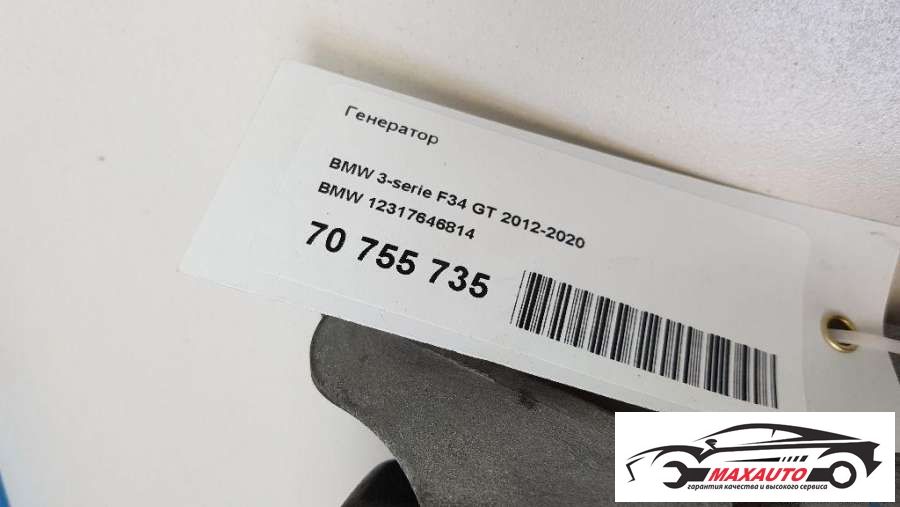 Генератор
BMW 3-serie F34 GT 2012-2020
BMW 12317646814
70 755 735
MAXAUTO
гарантия качества и высокого сервиса